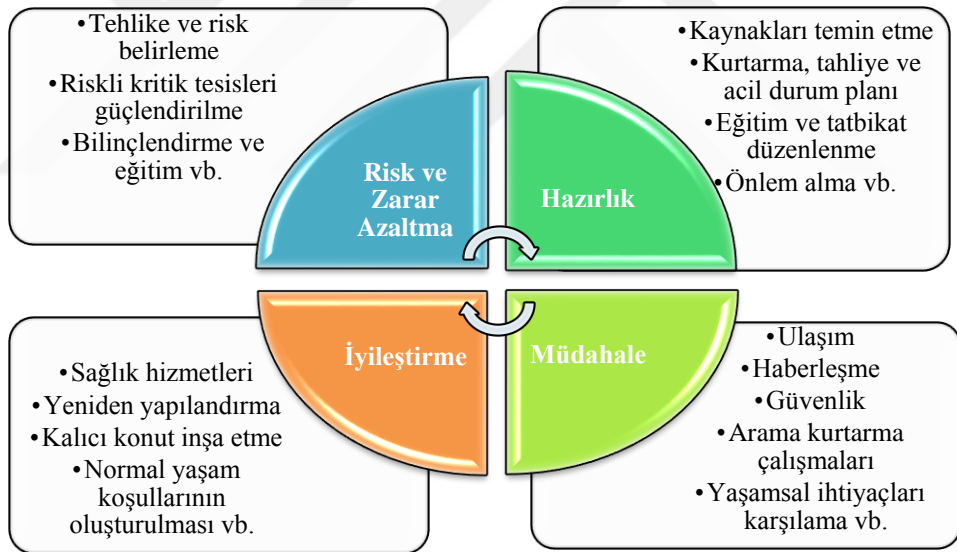 •Tehlike ve risk
belirleme
•Riskli kritik tesisleri
güçlendirilme
•Bilinçlendirme ve
eğitim vb.
Risk ve
Zarar
Azaltma
•Kaynakları temin etme
•Kurtarma, tahliye ve
acil durum planı
•Eğitim ve tatbikat
düzenlenme
•Önlem alma vb.
Hazırlık
•Sağlık hizmetleri
•Yeniden yapılandırma
•Kalıcı konut inşa etme
•Normal yaşam
koşullarının
oluşturulması vb.
İyileştirme
Müdahale
•Ulaşım
•Haberleşme
•Güvenlik
•Arama kurtarma
çalışmaları
•Yaşamsal ihtiyaçları
karşılama vb.